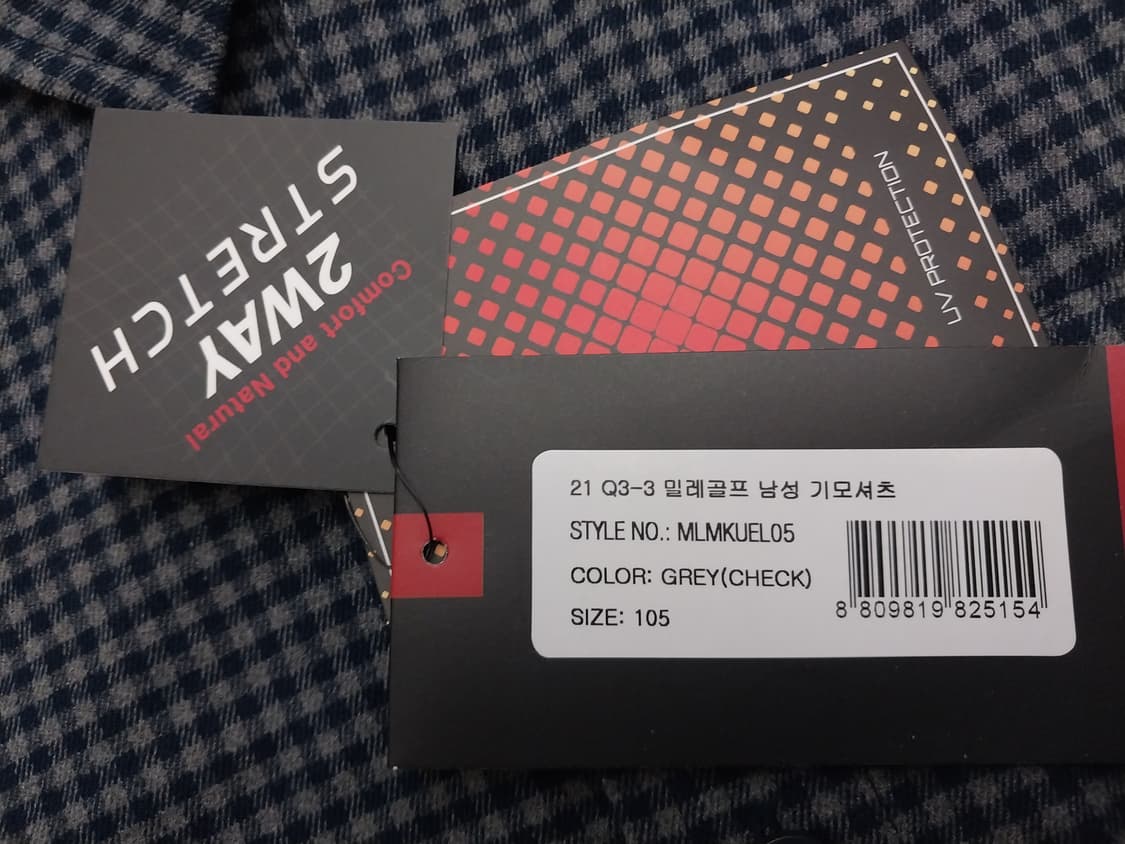 2WAY
STRETCH
Comfort and Natural
UV PROTECTION
21 Q3-3 밀레골프 남성 기모셔츠
STYLE NO.: MLMKUEL05
COLOR: GREY(CHECK)
SIZE: 105
8 809819 825154